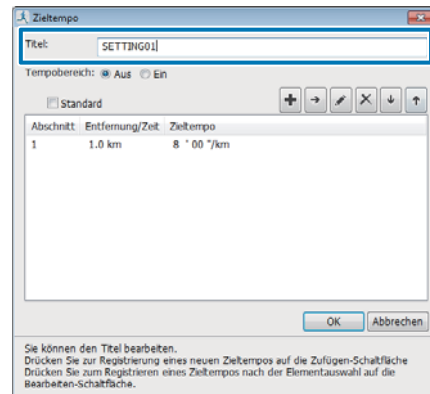 Zieltempo
Titel: SETTING01
Tempobereich: Aus Ein
Standard
Abschnitt Entfernung/Zeit Zieltempo
1 1.0 km 8 ' 00 "/km
OK Abbrechen
Sie können den Titel bearbeiten.
Drücken Sie zur Registrierung eines neuen Zieltempos auf die Zufügen-Schaltfläche
Drücken Sie zum Registrieren eines Zieltempos nach der Elementauswahl auf die
Bearbeiten-Schaltfläche.